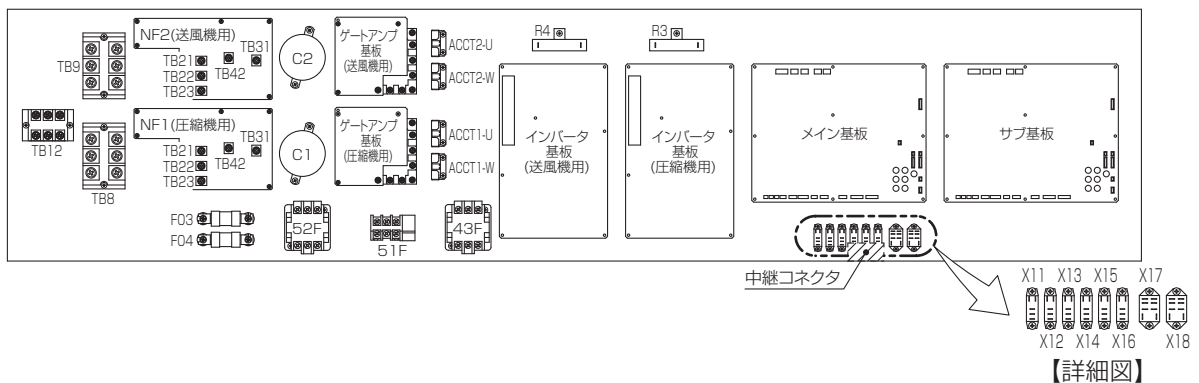 NF2(送風機用)
TB31
TB21
TB42
TB22
TB23
TB9
C2
ゲートアンプ
基板
(送風機用)
ACCT2-U
ACCT2-W
R4
R3
インバータ
基板
(送風機用)
インバータ
基板
(圧縮機用)
メイン基板
サブ基板
NF1(圧縮機用)
TB31
TB21
TB42
TB22
TB23
TB12
TB8
C1
ゲートアンプ
基板
(圧縮機用)
ACCT1-U
ACCT1-W
F03
F04
52F
51F
43F
中継コネクタ
X11
X13
X15
X17
X12
X14
X16
X18
【詳細図】